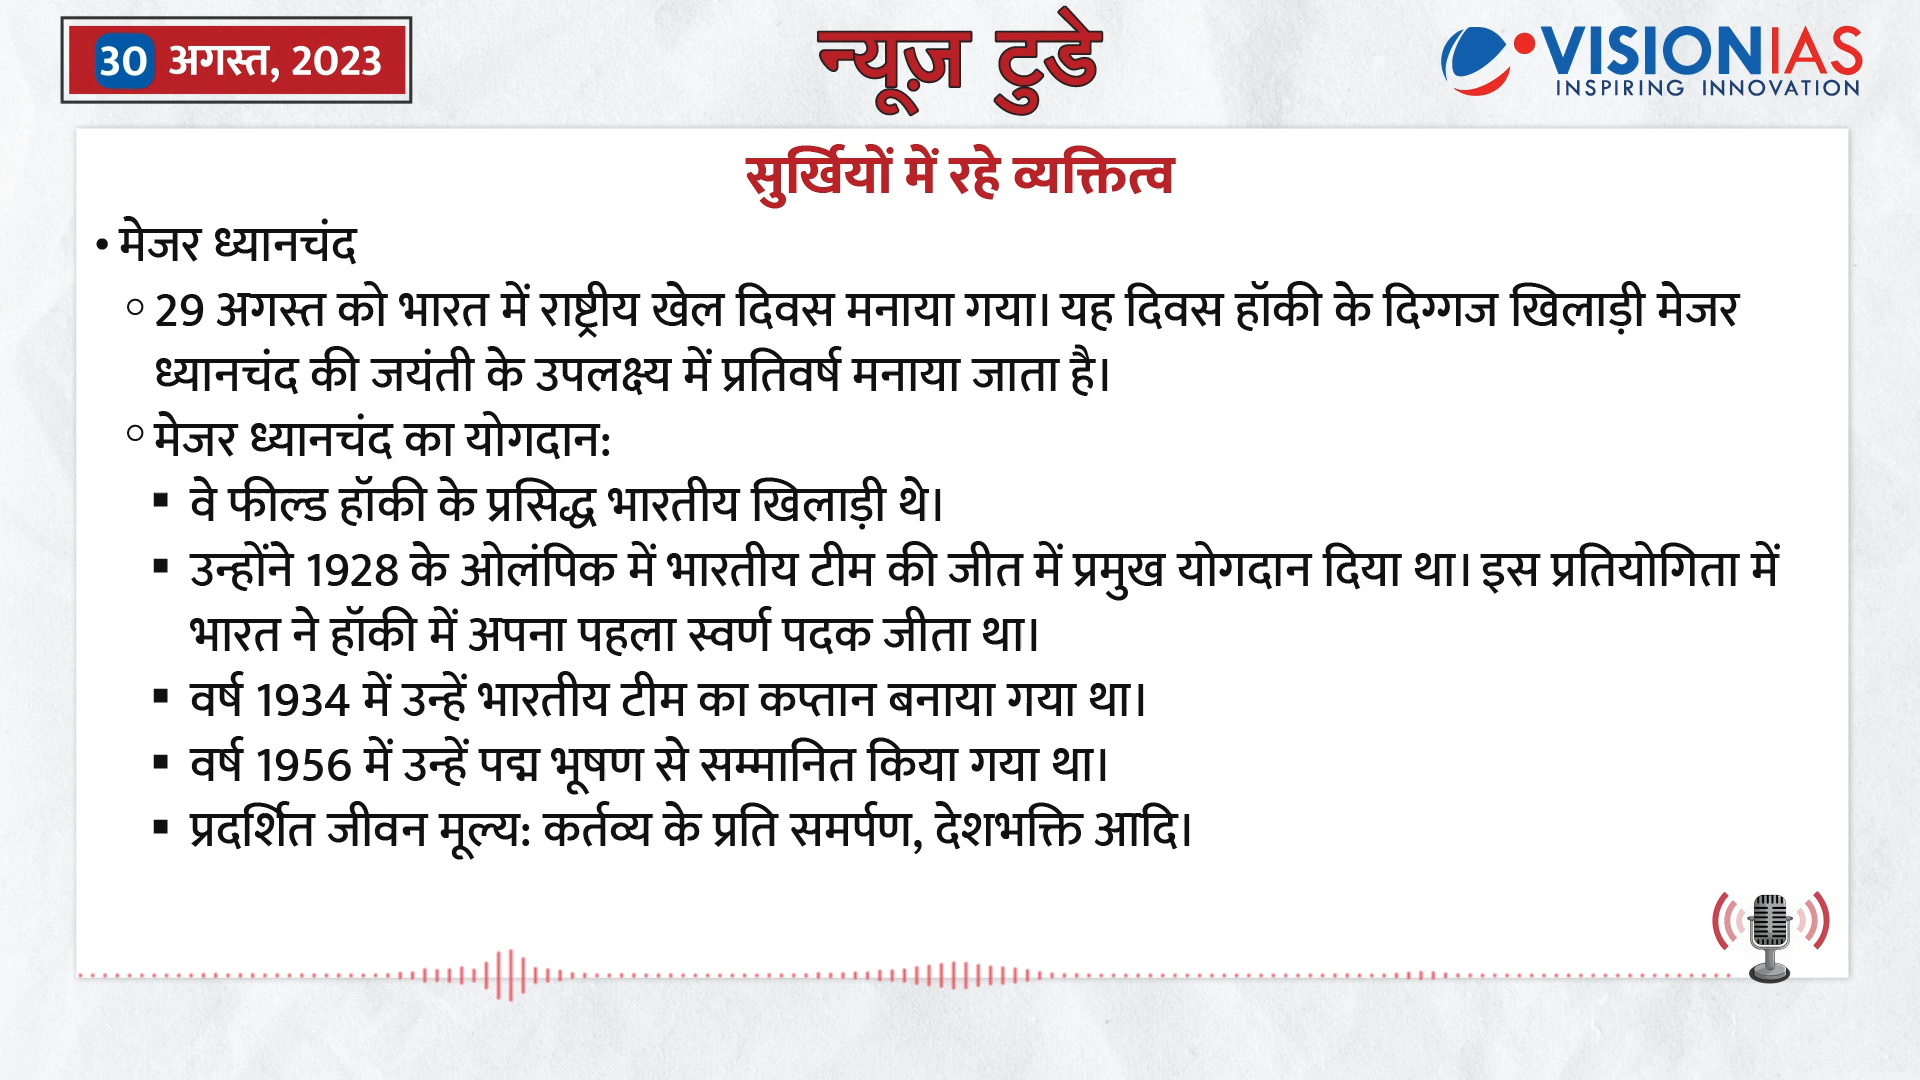 30 अगस्त, 2023
न्यूज़ टुडे
VISIONIAS
INSPIRING INNOVATION
सुर्खियों में रहे व्यक्तित्व
• मेजर ध्यानचंद
○ 29 अगस्त को भारत में राष्ट्रीय खेल दिवस मनाया गया। यह दिवस हॉकी के दिग्गज खिलाड़ी मेजर
ध्यानचंद की जयंती के उपलक्ष्य में प्रतिवर्ष मनाया जाता है।
○ मेजर ध्यानचंद का योगदान:
▪ वे फील्ड हॉकी के प्रसिद्ध भारतीय खिलाड़ी थे।
▪ उन्होंने 1928 के ओलंपिक में भारतीय टीम की जीत में प्रमुख योगदान दिया था। इस प्रतियोगिता में
भारत ने हॉकी में अपना पहला स्वर्ण पदक जीता था।
▪ वर्ष 1934 में उन्हें भारतीय टीम का कप्तान बनाया गया था।
▪ वर्ष 1956 में उन्हें पद्म भूषण से सम्मानित किया गया था।
▪ प्रदर्शित जीवन मूल्य: कर्तव्य के प्रति समर्पण, देशभक्ति आदि।